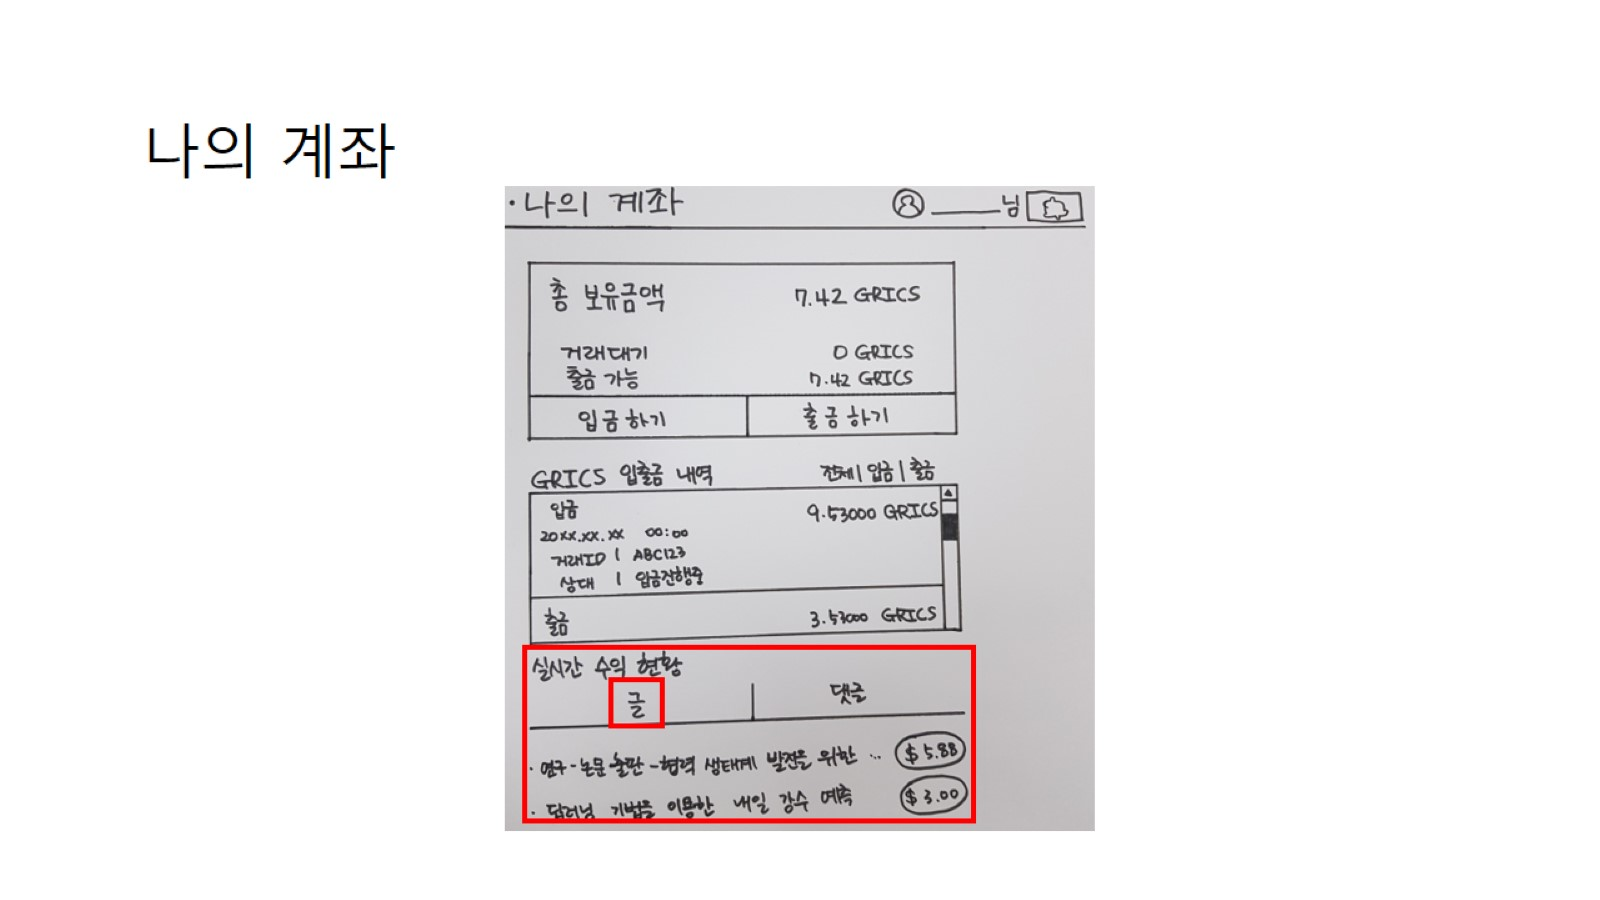 나의 계좌
·나의 계좌 ____님
총 보유금액 7.42 GRICS
거래대기 0 GRICS
출금 가능 7.42 GRICS
입금하기 출금하기
GRICS 입출금 내역 전체|입금|출금
입금 9.53000 GRICS
20XX.XX.XX 00:00
거래ID | ABC123
상태 | 입금진행중
출금 3.53000 GRICS
실시간 수익 현황
글 | 댓글
· 연구-논문 출판-협력 생태계 발전을 위한 ... $5.88
· 딥러닝 기법을 이용한 내일 강수 예측 $3.00